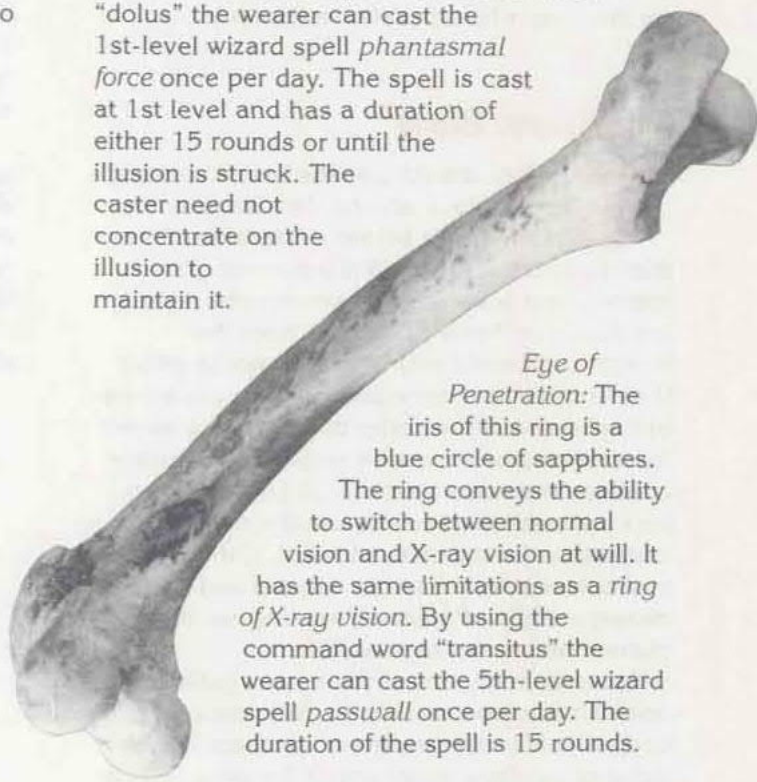 o
"dolus" the wearer can cast the
1st-level wizard spell phantasmal
force once per day. The spell is cast
at 1st level and has a duration of
either 15 rounds or until the
illusion is struck. The
caster need not
concentrate on the
illusion to
maintain it.
Eye of
Penetration: The
iris of this ring is a
blue circle of sapphires.
The ring conveys the ability
to switch between normal
vision and X-ray vision at will. It
has the same limitations as a ring
of X-ray vision. By using the
command word "transitus" the
wearer can cast the 5th-level wizard
spell passwall once per day. The
duration of the spell is 15 rounds.